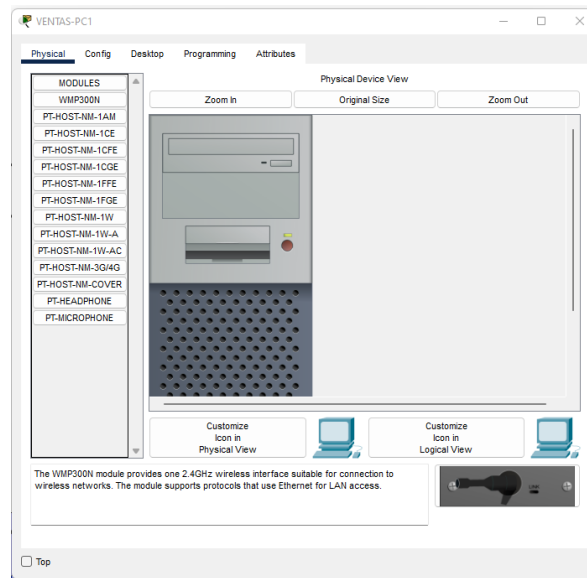 VENTAS-PC1
Physical Config Desktop Programming Attributes
MODULES
WMP300N
PT-HOST-NM-1AM
PT-HOST-NM-1CE
PT-HOST-NM-1CFE
PT-HOST-NM-1CGE
PT-HOST-NM-1FFE
PT-HOST-NM-1FGE
PT-HOST-NM-1W
PT-HOST-NM-1W-A
PT-HOST-NM-1W-AC
PT-HOST-NM-3G/4G
PT-HOST-NM-COVER
PT-HEADPHONE
PT-MICROPHONE
Physical Device View
Zoom In Original Size Zoom Out
Customize
Icon in
Physical View
Customize
Icon in
Logical View
The WMP300N module provides one 2.4GHz wireless interface suitable for connection to
wireless networks. The module supports protocols that use Ethernet for LAN access.
LINK
Top